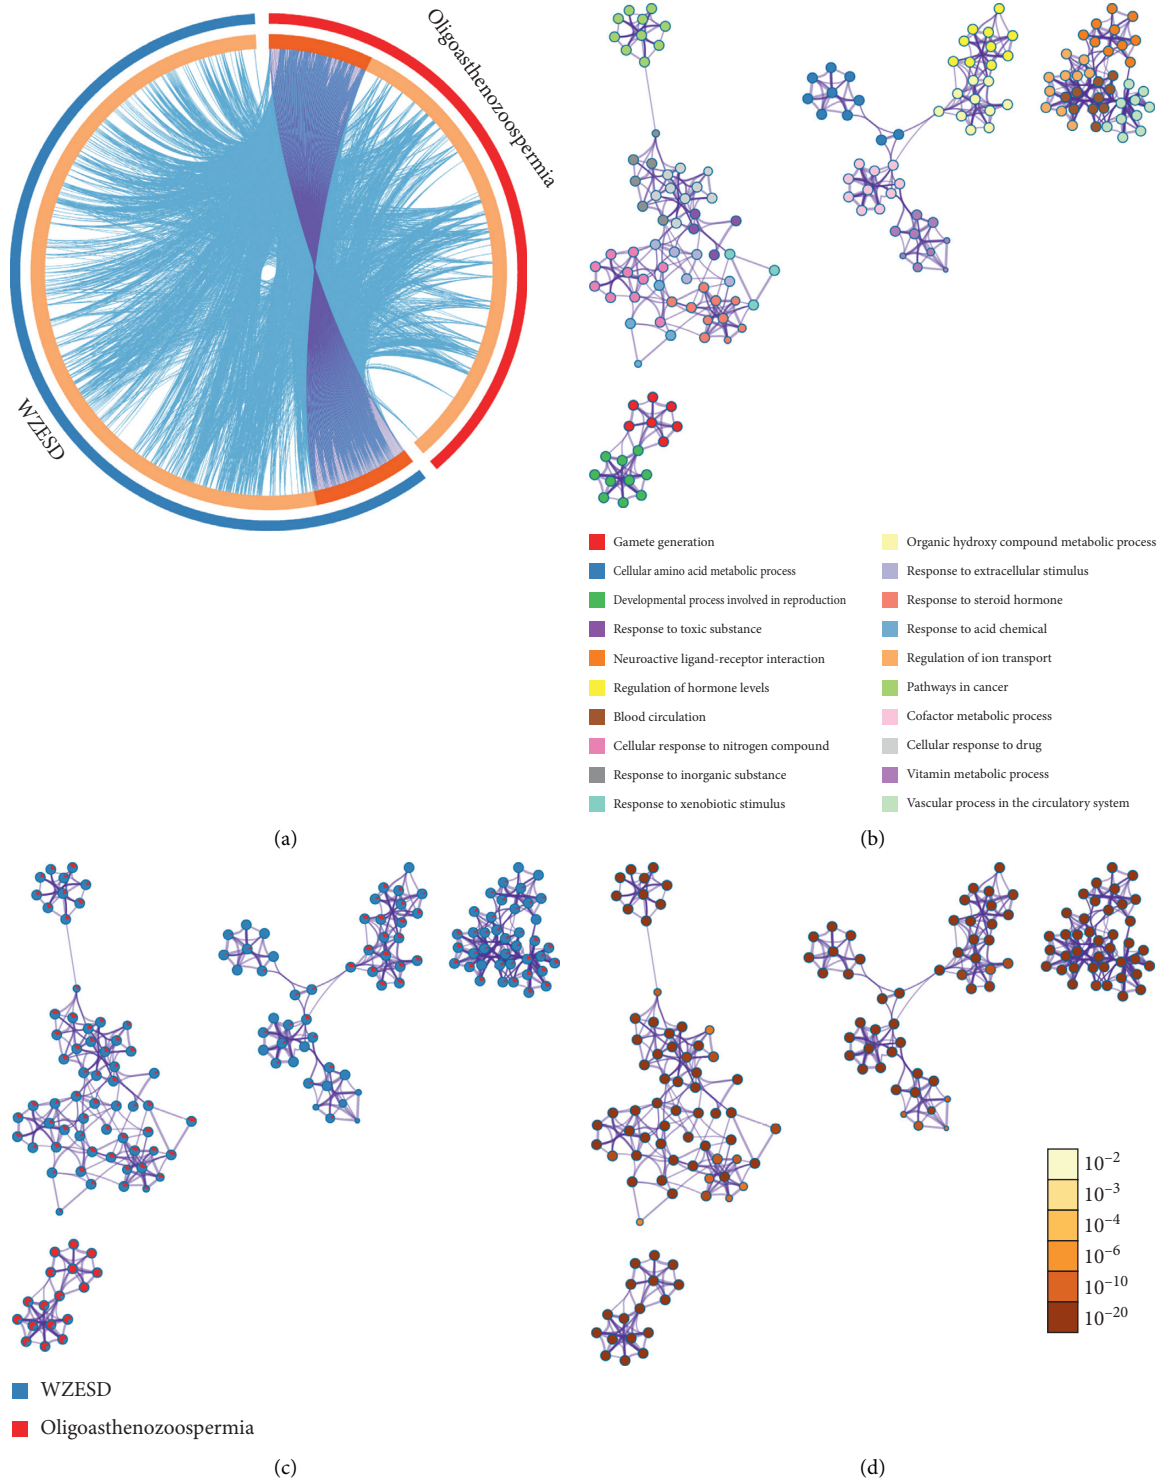 Oligoasthenozoospermia
WZESD
Gamete generation
Cellular amino acid metabolic process
Developmental process involved in reproduction
Response to toxic substance
Neuroactive ligand-receptor interaction
Regulation of hormone levels
Blood circulation
Cellular response to nitrogen compound
Response to inorganic substance
Response to xenobiotic stimulus
Organic hydroxy compound metabolic process
Response to extracellular stimulus
Response to steroid hormone
Response to acid chemical
Regulation of ion transport
Pathways in cancer
Cofactor metabolic process
Cellular response to drug
Vitamin metabolic process
Vascular process in the circulatory system
(a)
(b)
WZESD
Oligoasthenozoospermia
10⁻²
10⁻³
10⁻⁴
10⁻⁶
10⁻¹⁰
10⁻²⁰
(c)
(d)